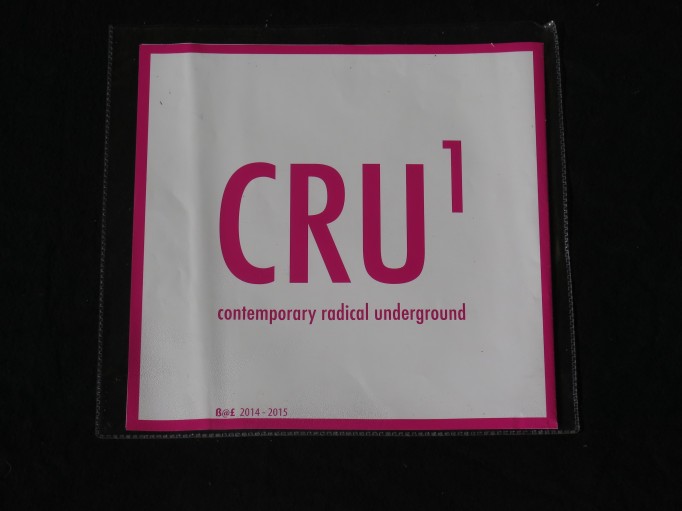 CRU¹
contemporary radical underground
ß@£ 2014 - 2015